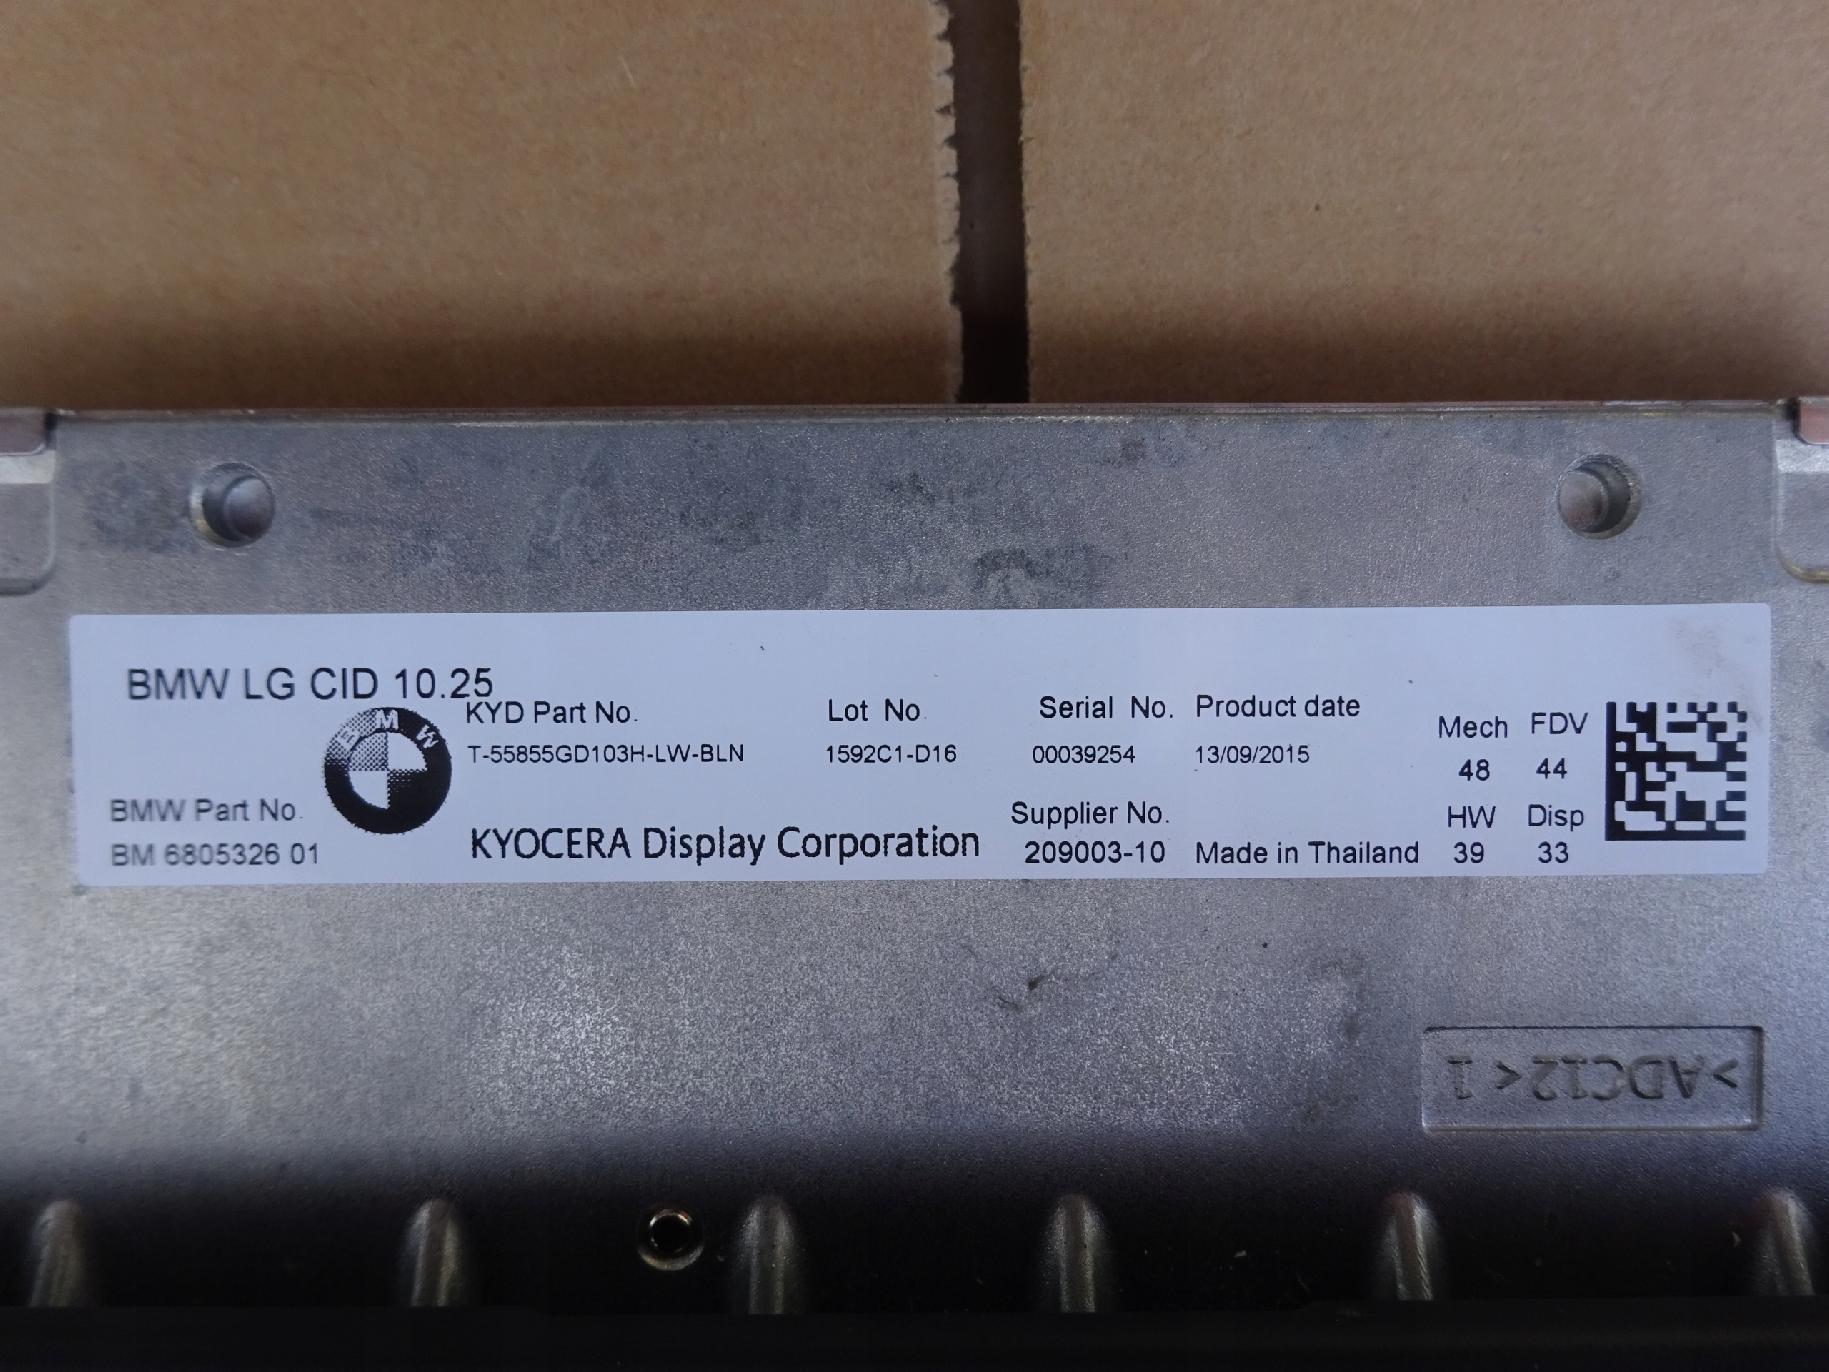 BMW LG CID 10.25
BMW
KYD Part No.
Lot No
Serial No.
Product date
Mech
FDV
T-55855GD103H-LW-BLN
1592C1-D16
00039254
13/09/2015
48
44
BMW Part No.
BM 6805326 01
KYOCERA Display Corporation
Supplier No.
209003-10
Made in Thailand
HW
Disp
39
33
>ADC12< 1